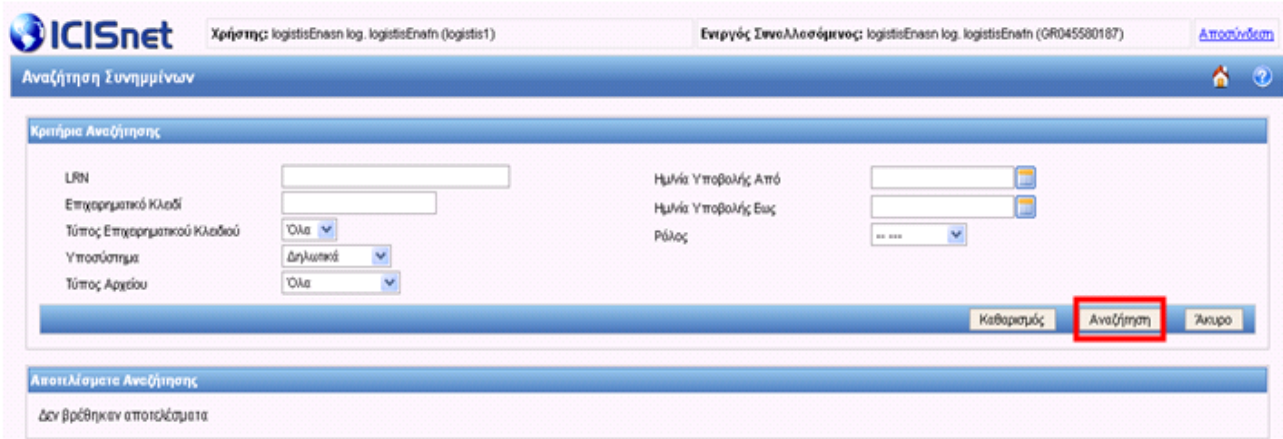 ICISnet
Χρήστης: logistisEnasn log. logistisEnafn (logistis1)
Ενεργός Συναλλασόμενος: logistisEnasn log. logistisEnafn (GR045580187)
Αποσύνδεση
Αναζήτηση Συνημμένων
Κριτήρια Αναζήτησης
LRN
Ημ/νία Υποβολής Από
Επιχειρηματικό Κλειδί
Ημ/νία Υποβολής Εως
Τύπος Επιχειρηματικού Κλειδιού Όλα
Ρόλος -- ---
Υποσύστημα Δηλωτικά
Τύπος Αρχείου Όλα
Καθαρισμός Αναζήτηση Άκυρο
Αποτελέσματα Αναζήτησης
Δεν βρέθηκαν αποτελέσματα